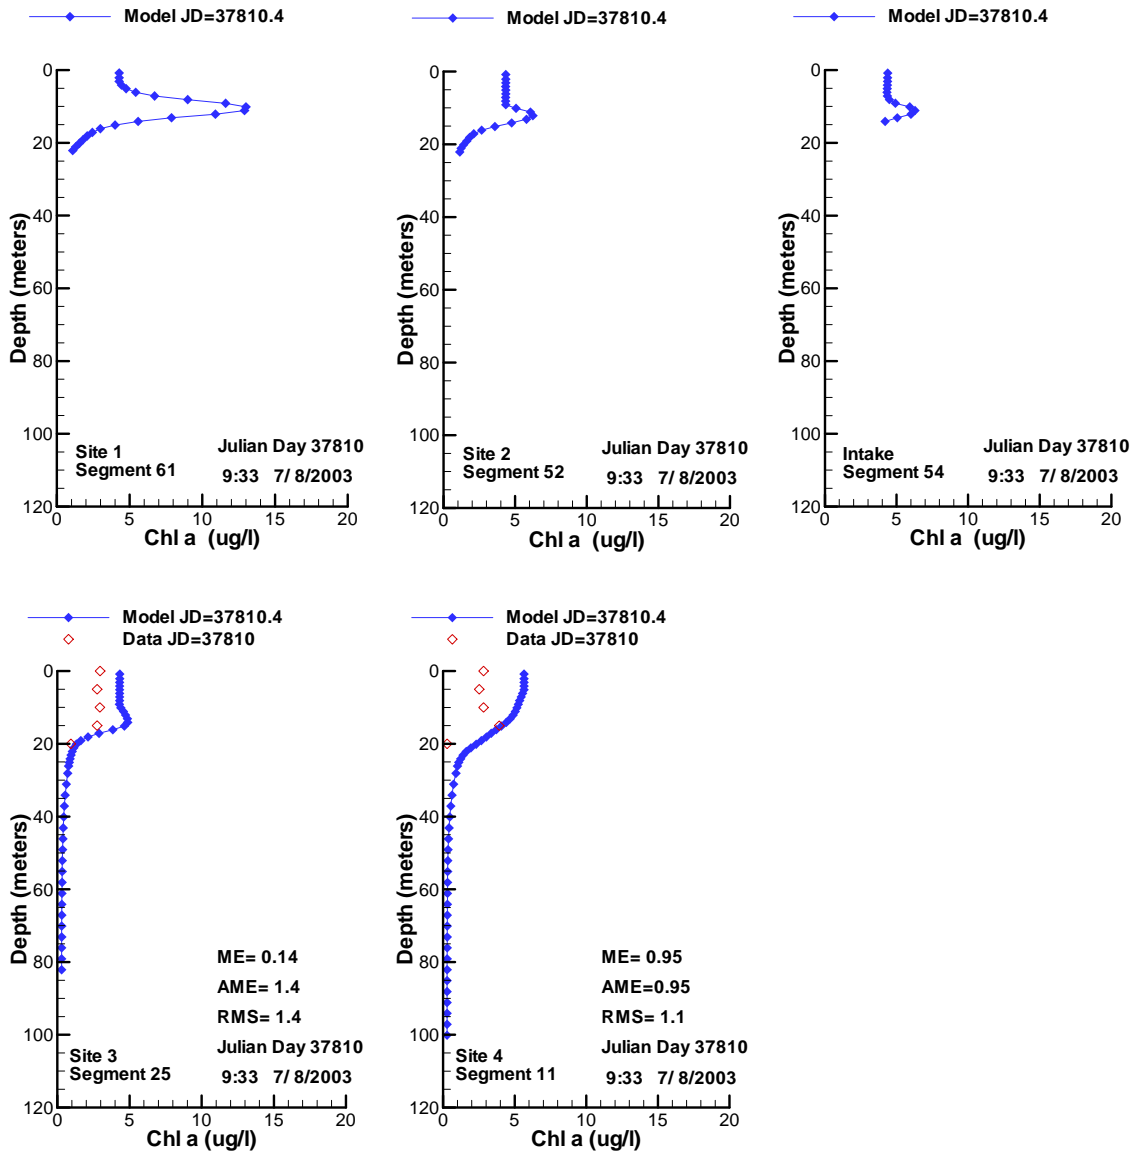 Model JD=37810.4
0
20
40
60
80
100
120
Depth (meters)
Site 1
Segment 61
Julian Day 37810
9:33 7/ 8/2003
0 5 10 15 20
Chl a (ug/l)
Model JD=37810.4
0
20
40
60
80
100
120
Depth (meters)
Site 2
Segment 52
Julian Day 37810
9:33 7/ 8/2003
0 5 10 15 20
Chl a (ug/l)
Model JD=37810.4
0
20
40
60
80
100
120
Depth (meters)
Intake
Segment 54
Julian Day 37810
9:33 7/ 8/2003
0 5 10 15 20
Chl a (ug/l)
Model JD=37810.4
Data JD=37810
0
20
40
60
80
100
120
Depth (meters)
ME= 0.14
AME= 1.4
RMS= 1.4
Site 3
Segment 25
Julian Day 37810
9:33 7/ 8/2003
0 5 10 15 20
Chl a (ug/l)
Model JD=37810.4
Data JD=37810
0
20
40
60
80
100
120
Depth (meters)
ME= 0.95
AME=0.95
RMS= 1.1
Site 4
Segment 11
Julian Day 37810
9:33 7/ 8/2003
0 5 10 15 20
Chl a (ug/l)